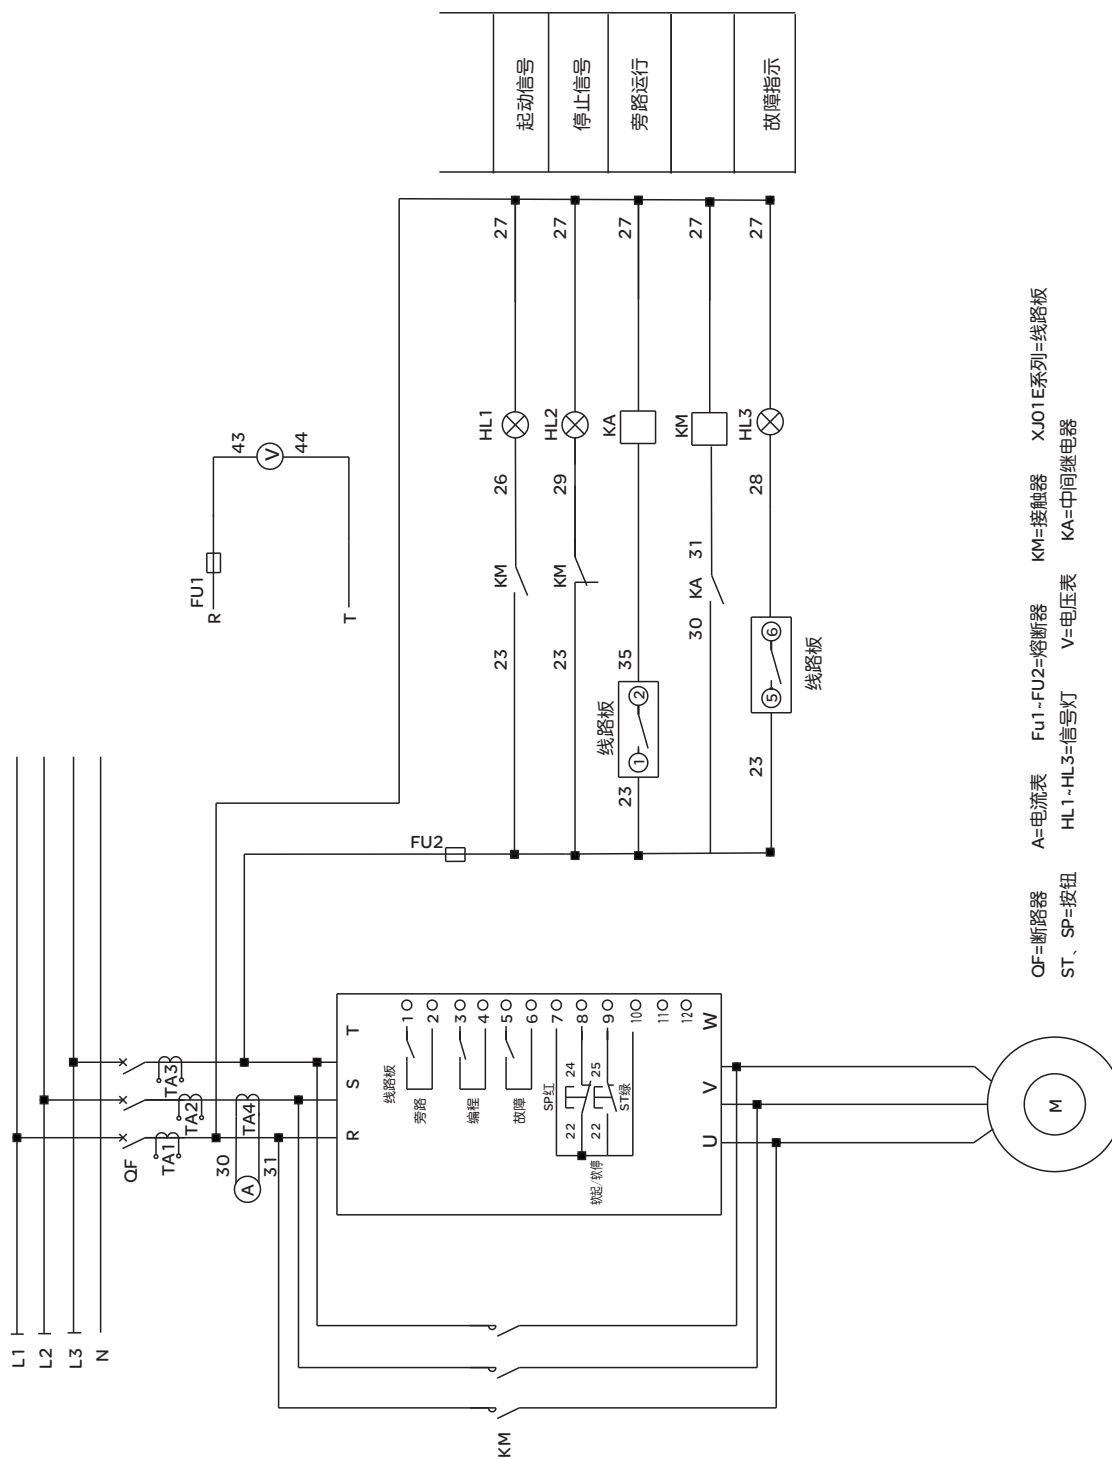 L1
L2
L3
N
QF
TA1
TA2
TA3
30
TA4
31
A
R
FU1
43
V
44
T
FU2
R
S
T
线路板
旁路
1
2
编程
3
4
故障
5
6
7
SP红
22
24
8
22
25
9
ST绿
10
软起/软停
11
12
U
V
W
KM
M
23
KM
26
HL1
27
起动信号
23
KM
29
HL2
27
停止信号
23
线路板
1
2
35
KA
27
旁路运行
30
KA
31
KM
27
23
5
6
线路板
28
HL3
27
故障指示
QF=断路器 A=电流表 Fu1~FU2=熔断器 KM=接触器 XJ01E系列=线路板
ST、SP=按钮 HL1~HL3=信号灯 V=电压表 KA=中间继电器